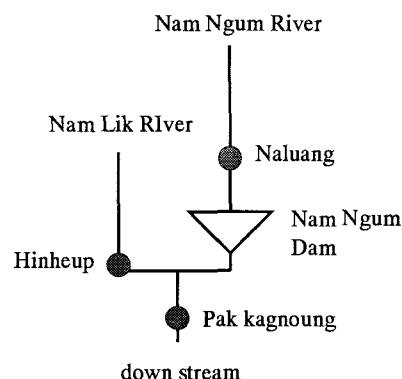 Nam Ngum River
Nam Lik RIver
Naluang
Nam Ngum
Dam
Hinheup
Pak kagnoung
down stream